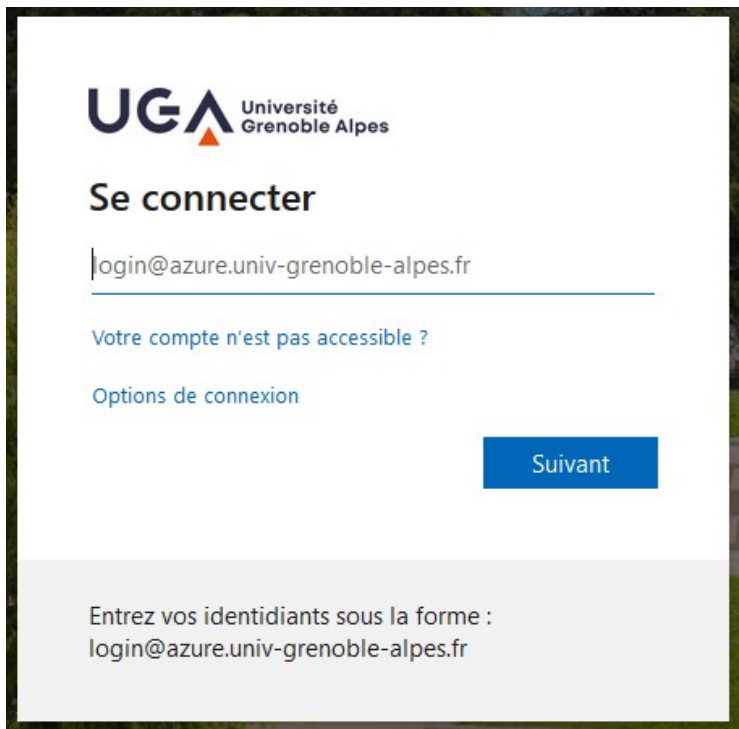 UGA Université
Grenoble Alpes
Se connecter
login@azure.univ-grenoble-alpes.fr
Votre compte n'est pas accessible ?
Options de connexion
Suivant
Entrez vos identidiants sous la forme :
login@azure.univ-grenoble-alpes.fr